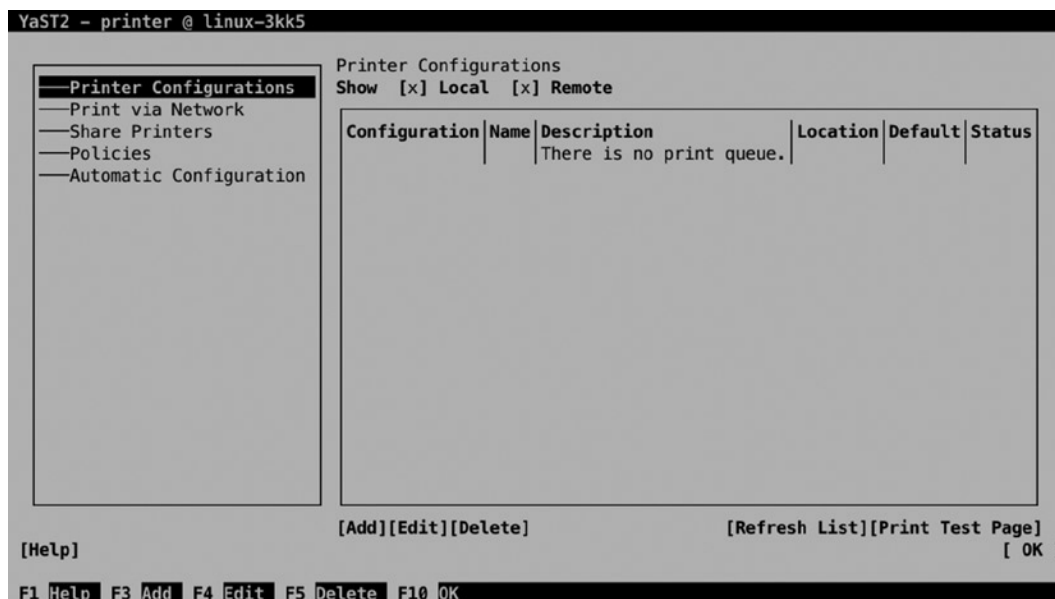 YaST2 – printer @ linux–3kk5
Printer Configurations
Print via Network
Share Printers
Policies
Automatic Configuration
Printer Configurations
Show [x] Local [x] Remote
Configuration|Name|Description|Location|Default|Status
There is no print queue.
[Add][Edit][Delete] [Refresh List][Print Test Page]
[Help] [ OK
F1 Help F3 Add F4 Edit F5 Delete F10 OK